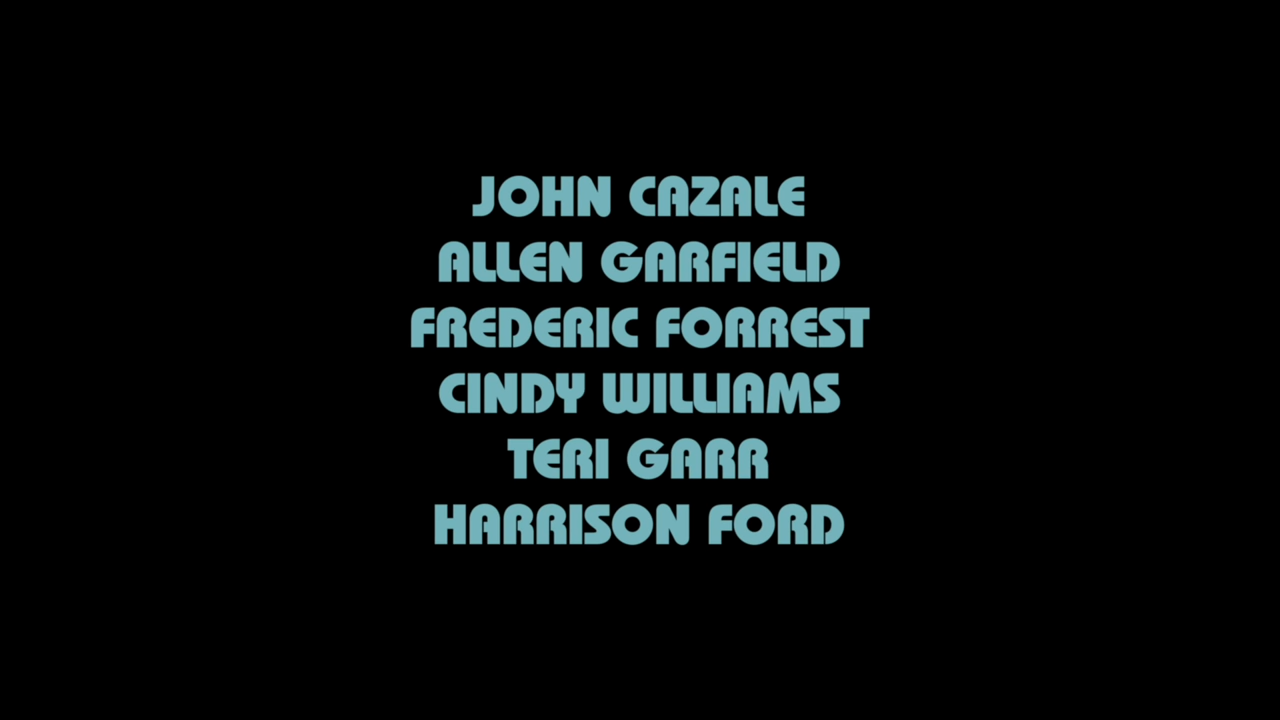 JOHN CAZALE
ALLEN GARFIELD
FREDERIC FORREST
CINDY WILLIAMS
TERI GARR
HARRISON FORD